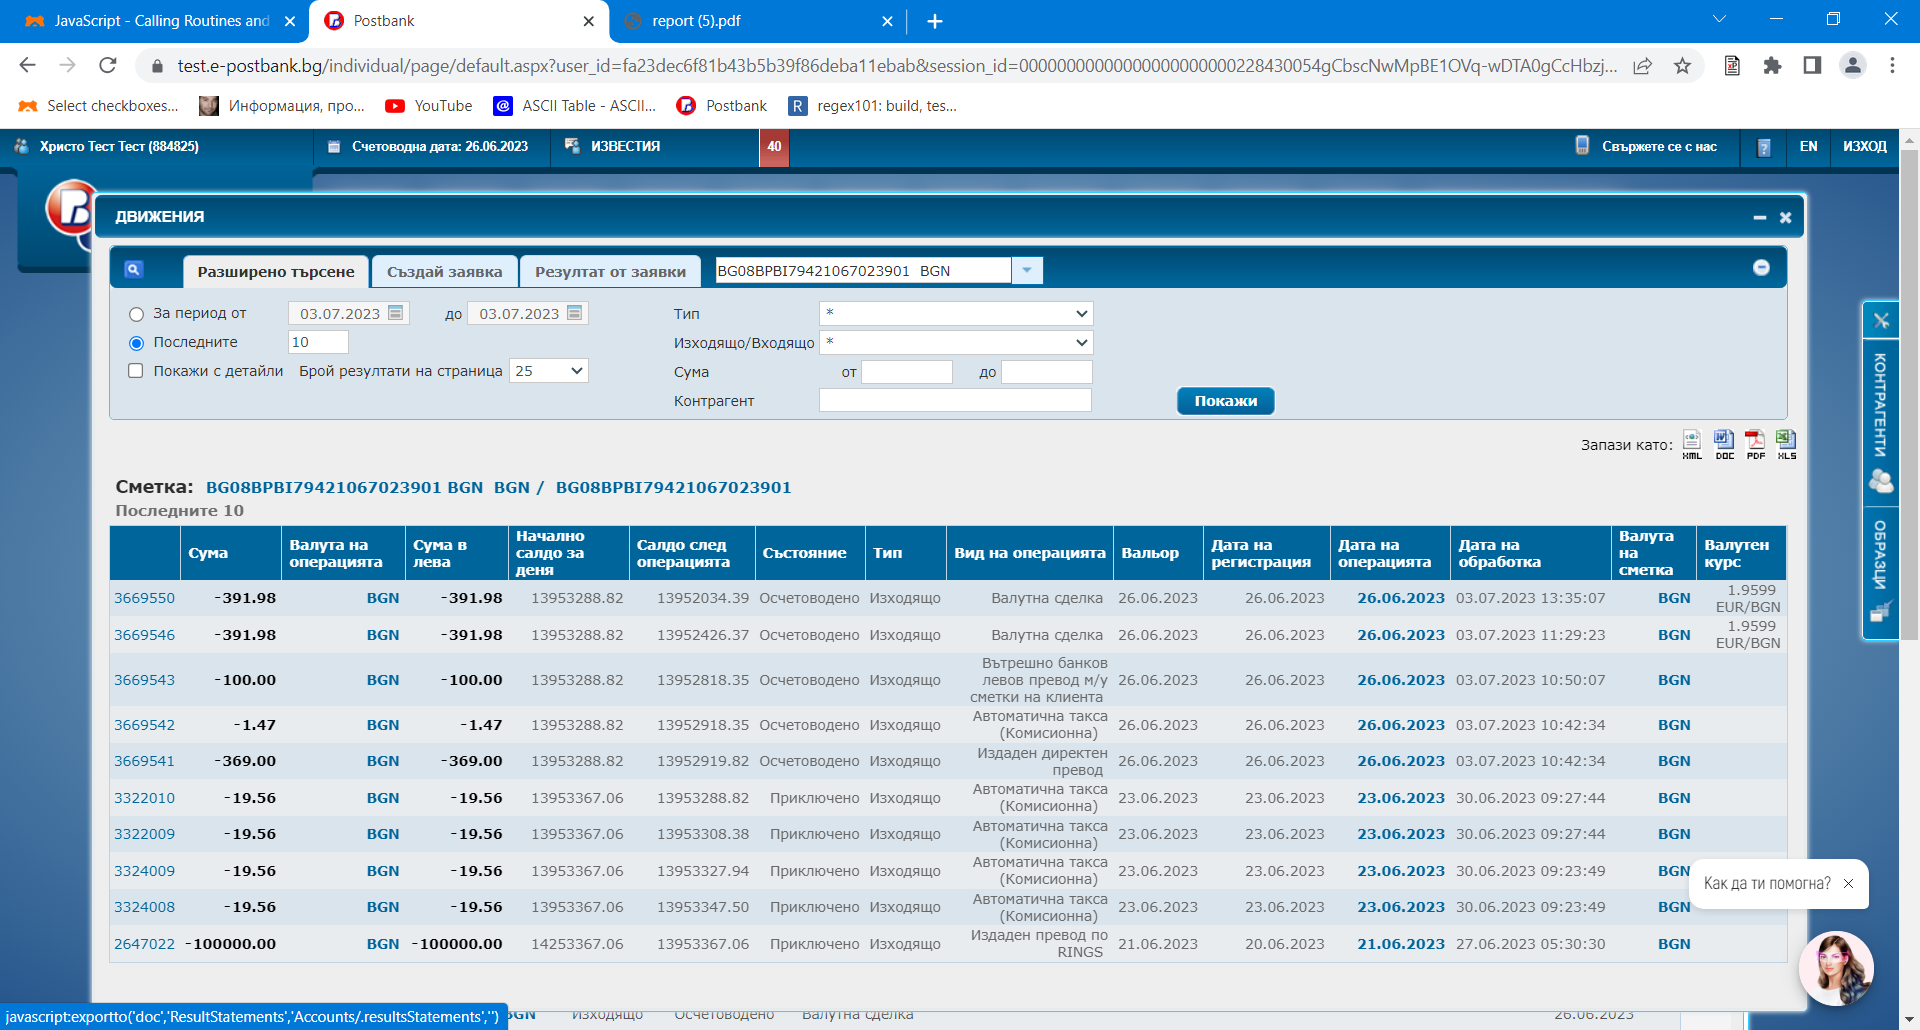 JavaScript - Calling Routines and
Postbank
report (5).pdf
test.e-postbank.bg/individual/page/default.aspx?user_id=fa23dec6f81b43b5b39f86deba11ebab&session_id=0000000000000000000000228430054gCbscNwMpBE1OVq-wDTA0gCcHbzj...
Select checkboxes...
Информация, про...
YouTube
ASCII Table - ASCII...
Postbank
regex101: build, tes...
Христо Тест Тест (884825)
Счетоводна дата: 26.06.2023
ИЗВЕСТИЯ
40
Свържете се с нас
EN
ИЗХОД
ДВИЖЕНИЯ
Разширено търсене
Създай заявка
Резултат от заявки
BG08BPBI79421067023901 BGN
За период от 03.07.2023 до 03.07.2023 Тип *
Последните 10 Изходящо/Входящо *
Покажи с детайли Брой резултати на страница 25 Сума от до
Контрагент Покажи
КОНТРАГЕНТИ
ОБРАЗЦИ
Запази като: XML DOC PDF XLS
Сметка: BG08BPBI79421067023901 BGN BGN / BG08BPBI79421067023901
Последните 10
Сума Валута на операцията Сума в лева Начално салдо за деня Салдо след операцията Състояние Тип Вид на операцията Вальор Дата на регистрация Дата на операцията Дата на обработка Валута на сметка Валутен курс
3669550 -391.98 BGN -391.98 13953288.82 13952034.39 Осчетоводено Изходящо Валутна сделка 26.06.2023 26.06.2023 26.06.2023 03.07.2023 13:35:07 BGN 1.9599 EUR/BGN
3669546 -391.98 BGN -391.98 13953288.82 13952426.37 Осчетоводено Изходящо Валутна сделка 26.06.2023 26.06.2023 26.06.2023 03.07.2023 11:29:23 BGN 1.9599 EUR/BGN
3669543 -100.00 BGN -100.00 13953288.82 13952818.35 Осчетоводено Изходящо Вътрешно банков левов превод м/у сметки на клиента 26.06.2023 26.06.2023 26.06.2023 03.07.2023 10:50:07 BGN
3669542 -1.47 BGN -1.47 13953288.82 13952918.35 Осчетоводено Изходящо Автоматична такса (Комисионна) 26.06.2023 26.06.2023 26.06.2023 03.07.2023 10:42:34 BGN
3669541 -369.00 BGN -369.00 13953288.82 13952919.82 Осчетоводено Изходящо Издаден директен превод 26.06.2023 26.06.2023 26.06.2023 03.07.2023 10:42:34 BGN
3322010 -19.56 BGN -19.56 13953367.06 13953288.82 Приключено Изходящо Автоматична такса (Комисионна) 23.06.2023 23.06.2023 23.06.2023 30.06.2023 09:27:44 BGN
3322009 -19.56 BGN -19.56 13953367.06 13953308.38 Приключено Изходящо Автоматична такса (Комисионна) 23.06.2023 23.06.2023 23.06.2023 30.06.2023 09:27:44 BGN
3324009 -19.56 BGN -19.56 13953367.06 13953327.94 Приключено Изходящо Автоматична такса (Комисионна) 23.06.2023 23.06.2023 23.06.2023 30.06.2023 09:23:49 BGN
3324008 -19.56 BGN -19.56 13953367.06 13953347.50 Приключено Изходящо Автоматична такса (Комисионна) 23.06.2023 23.06.2023 23.06.2023 30.06.2023 09:23:49 BGN
2647022 -100000.00 BGN -100000.00 14253367.06 13953367.06 Приключено Изходящо Издаден превод по RINGS 21.06.2023 20.06.2023 21.06.2023 27.06.2023 05:30:30 BGN
Как да ти помогна?
javascript:exportto('doc','ResultStatements','Accounts/.resultsStatements','')
BGN Изходящо Осчетоводено Валутна сделка 26.06.2023